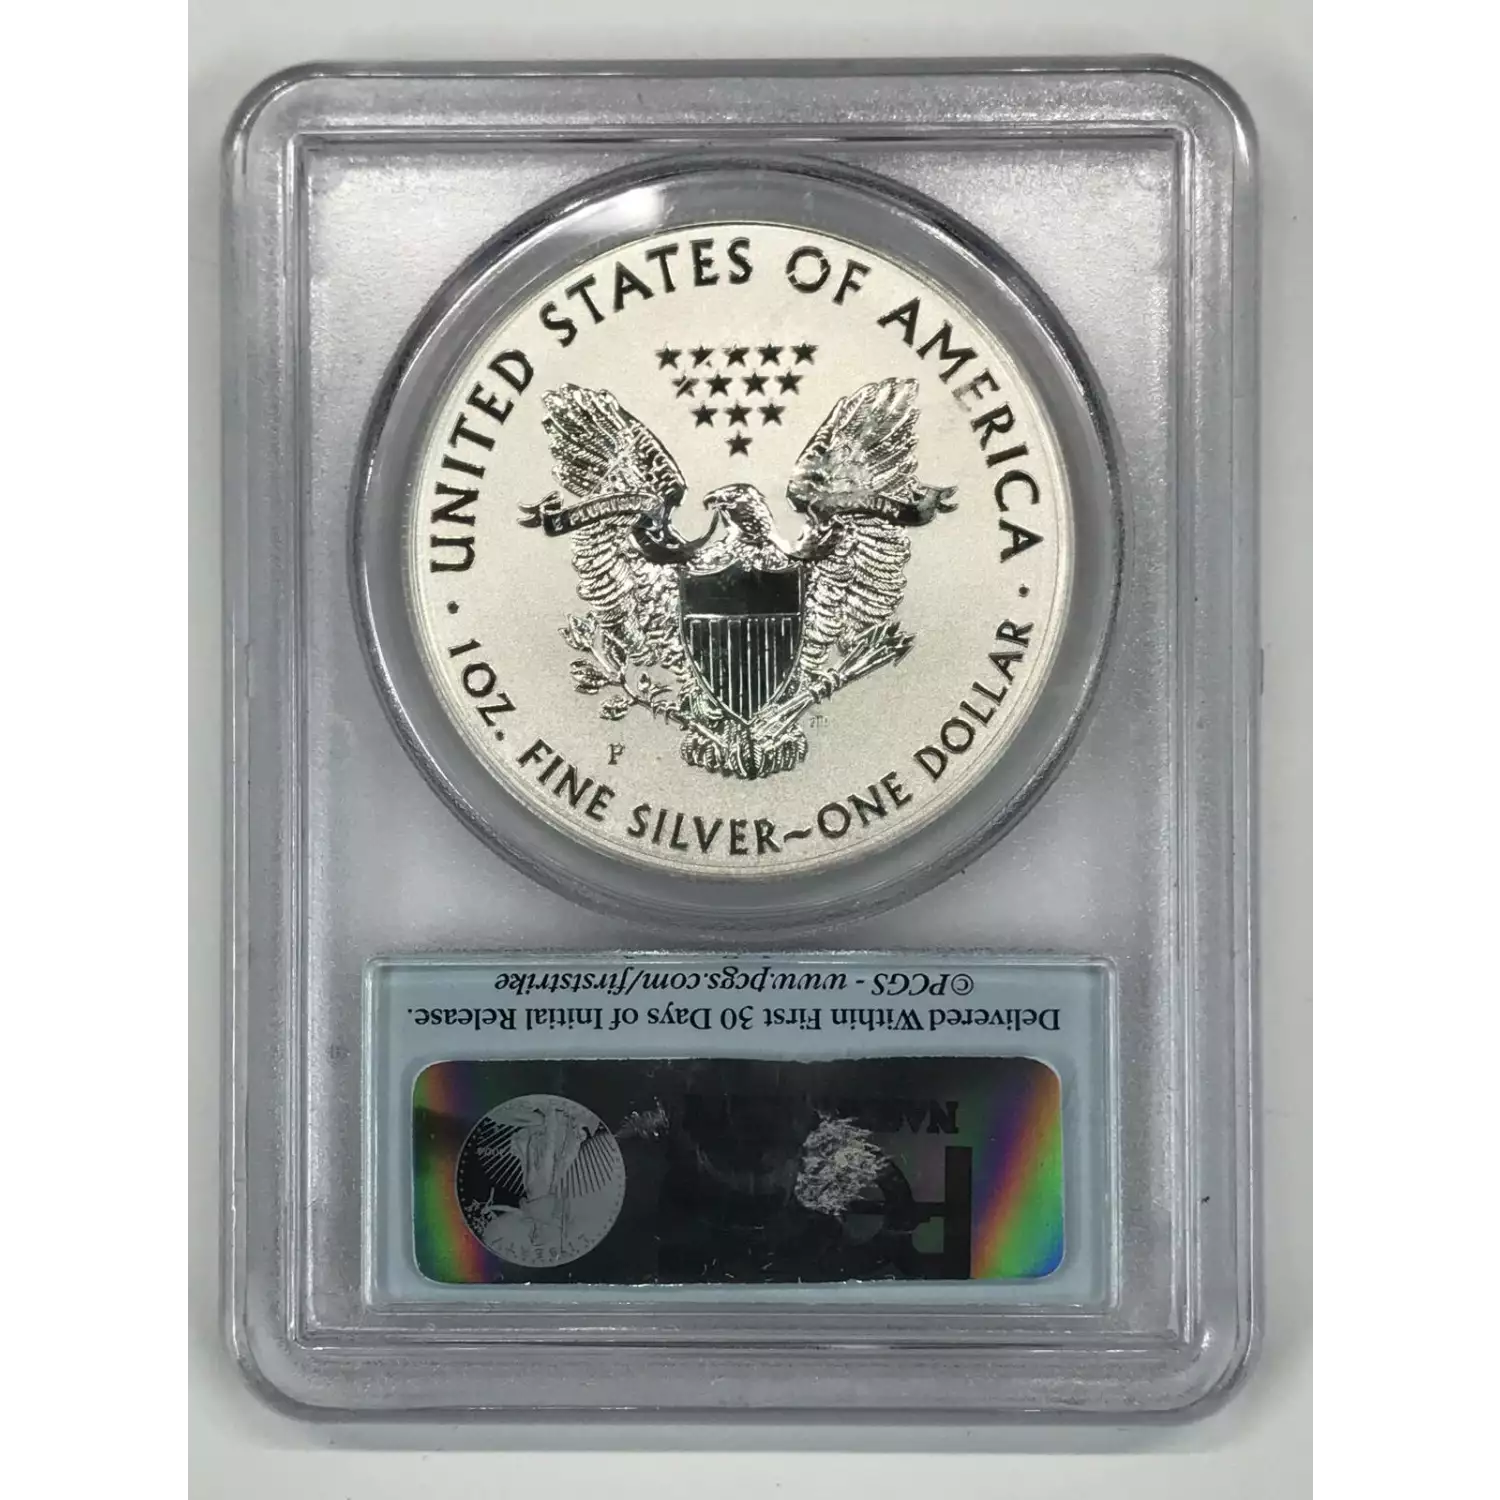 UNITED STATES OF AMERICA
P
· 1 OZ. FINE SILVER~ONE DOLLAR ·
Delivered Within First 30 Days of Initial Release.
©PCGS - www.pcgs.com/firststrike